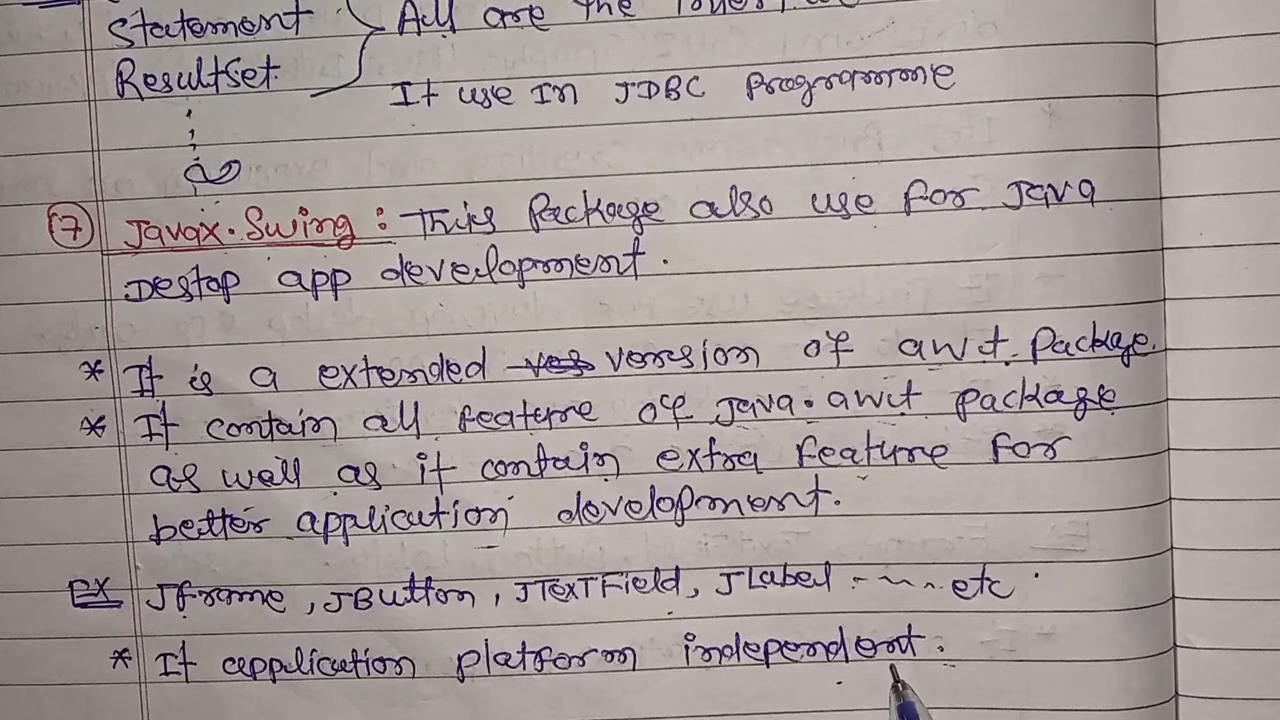 Statement
All are the
Resultset
It use In JDBC Programme
⑦ Javax.Swing: This Package also use for Java
Destop app development.
* It is a extended version of awt. Package.
* It contain all feature of Java.awt package
as well as it contain extra feature for
better application development.
Ex JFrame, JButton, JTextField, JLabel ---- etc.
* It application platform independent.